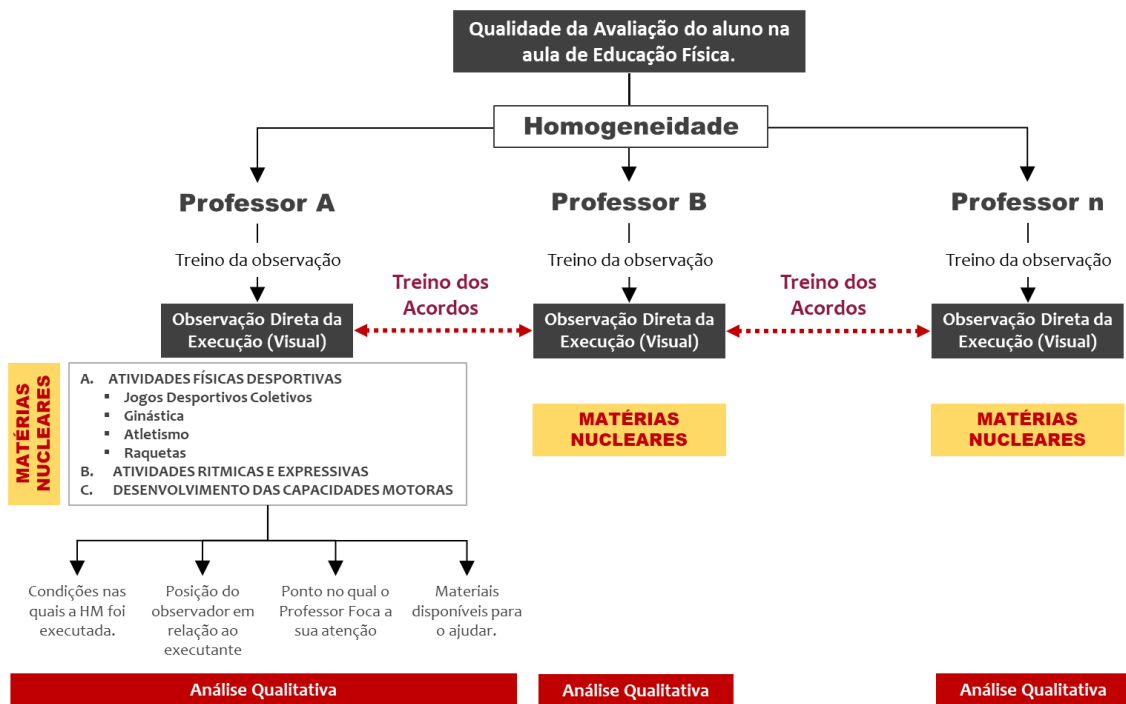 Qualidade da Avaliação do aluno na
aula de Educação Física.
Homogeneidade
Professor A
Professor B
Professor n
Treino da observação
Treino da observação
Treino da observação
Treino dos
Acordos
Treino dos
Acordos
Observação Direta da
Execução (Visual)
Observação Direta da
Execução (Visual)
Observação Direta da
Execução (Visual)
MATÉRIAS
NUCLEARES
A. ATIVIDADES FÍSICAS DESPORTIVAS
▪ Jogos Desportivos Coletivos
▪ Ginástica
▪ Atletismo
▪ Raquetas
B. ATIVIDADES RITMICAS E EXPRESSIVAS
C. DESENVOLVIMENTO DAS CAPACIDADES MOTORAS
MATÉRIAS
NUCLEARES
MATÉRIAS
NUCLEARES
Condições nas
quais a HM foi
executada.
Posição do
observador em
relação ao
executante
Ponto no qual o
Professor Foca a
sua atenção
Materiais
disponíveis para
o ajudar.
Análise Qualitativa
Análise Qualitativa
Análise Qualitativa